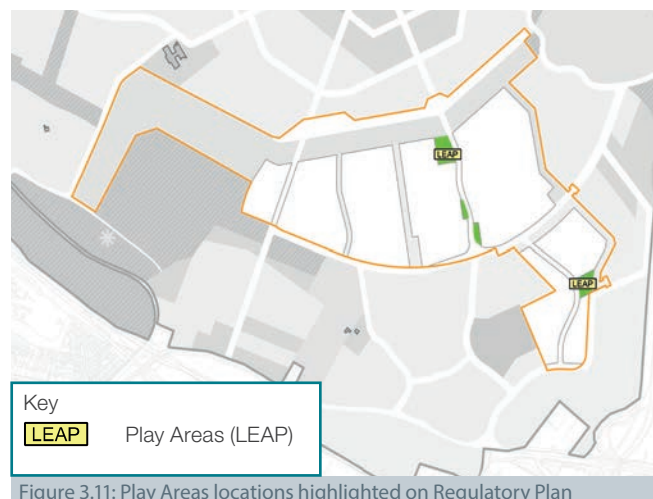 LEAP
LEAP
Key
LEAP Play Areas (LEAP)
Figure 3.11: Play Areas locations highlighted on Regulatory Plan